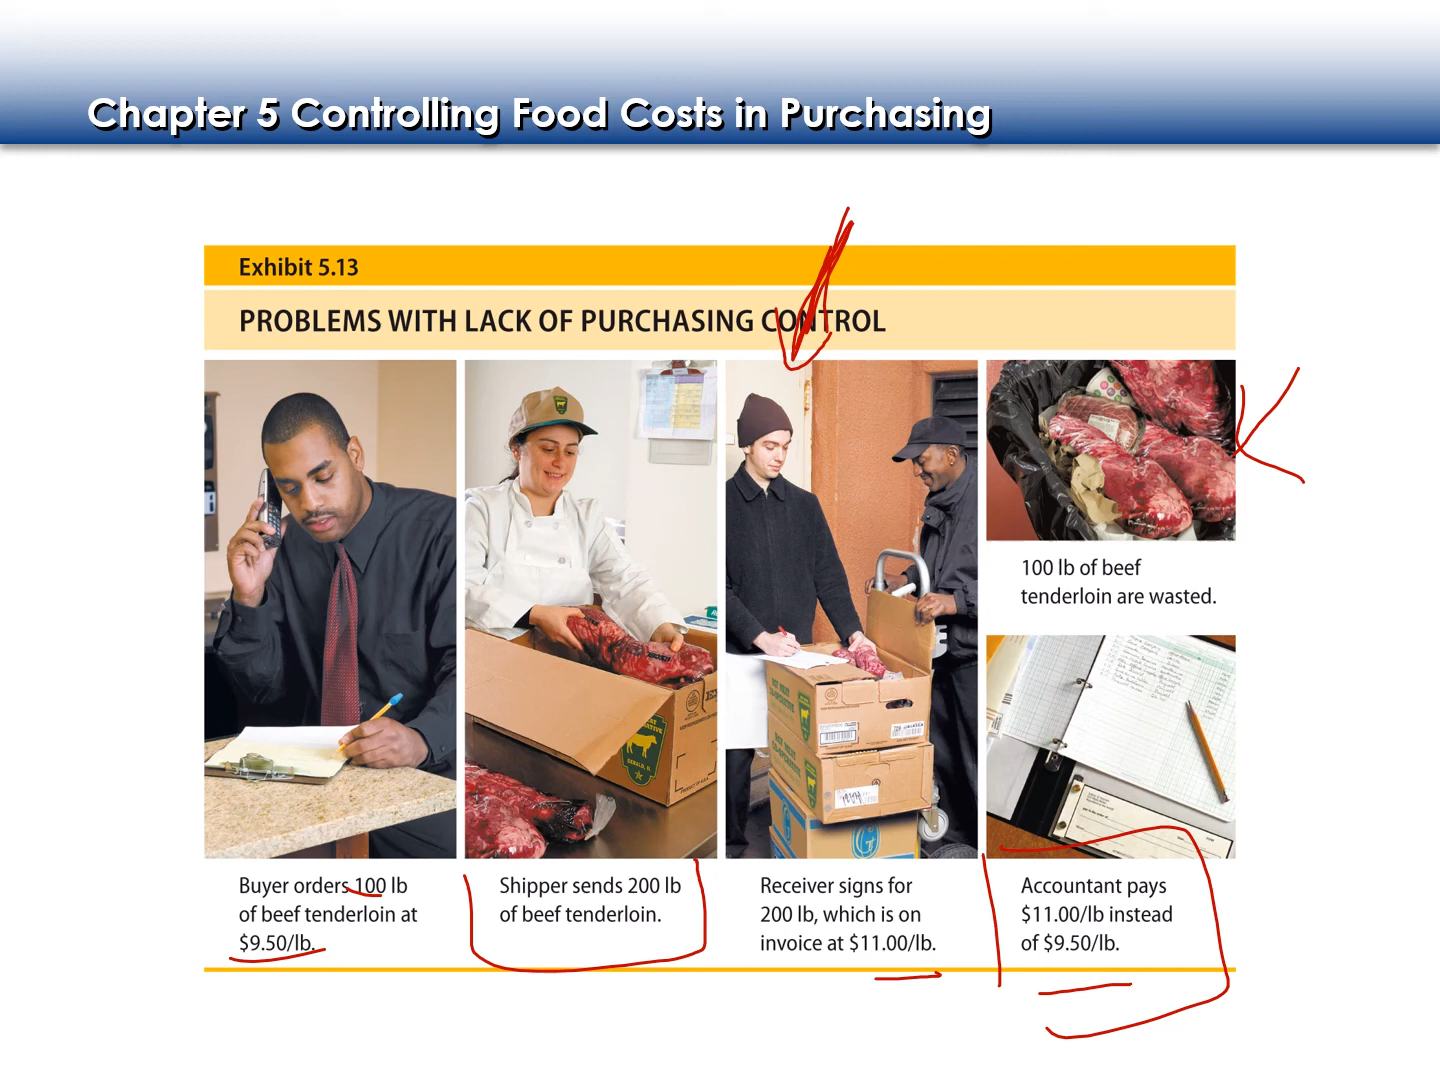 Chapter 5 Controlling Food Costs in Purchasing
Exhibit 5.13
PROBLEMS WITH LACK OF PURCHASING CONTROL
Buyer orders 100 lb
of beef tenderloin at
$9.50/lb.
Shipper sends 200 lb
of beef tenderloin.
Receiver signs for
200 lb, which is on
invoice at $11.00/lb.
100 lb of beef
tenderloin are wasted.
Accountant pays
$11.00/lb instead
of $9.50/lb.